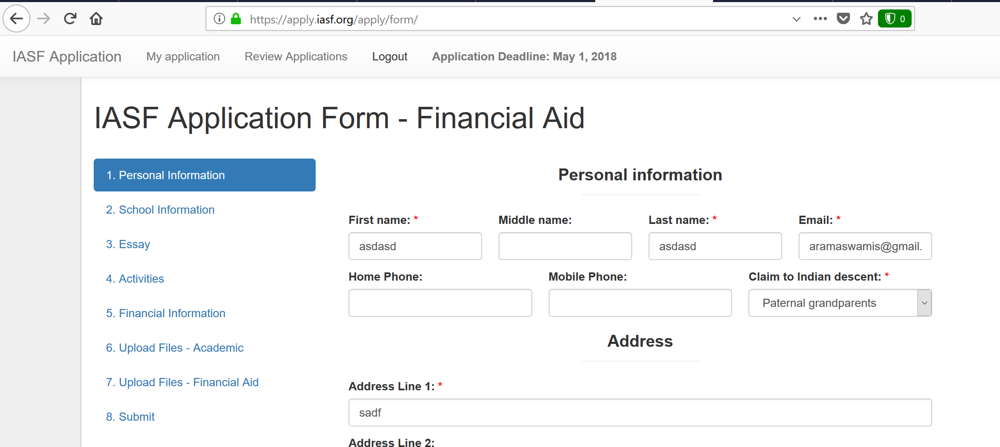 https://apply.iasf.org/apply/form/
0
IASF Application My application Review Applications Logout Application Deadline: May 1, 2018
IASF Application Form - Financial Aid
1. Personal Information
2. School Information
3. Essay
4. Activities
5. Financial Information
6. Upload Files - Academic
7. Upload Files - Financial Aid
8. Submit
Personal information
First name: * Middle name: Last name: * Email: *
asdasd asdasd aramaswamis@gmail.
Home Phone: Mobile Phone: Claim to Indian descent: *
Paternal grandparents
Address
Address Line 1: *
sadf
Address Line 2: